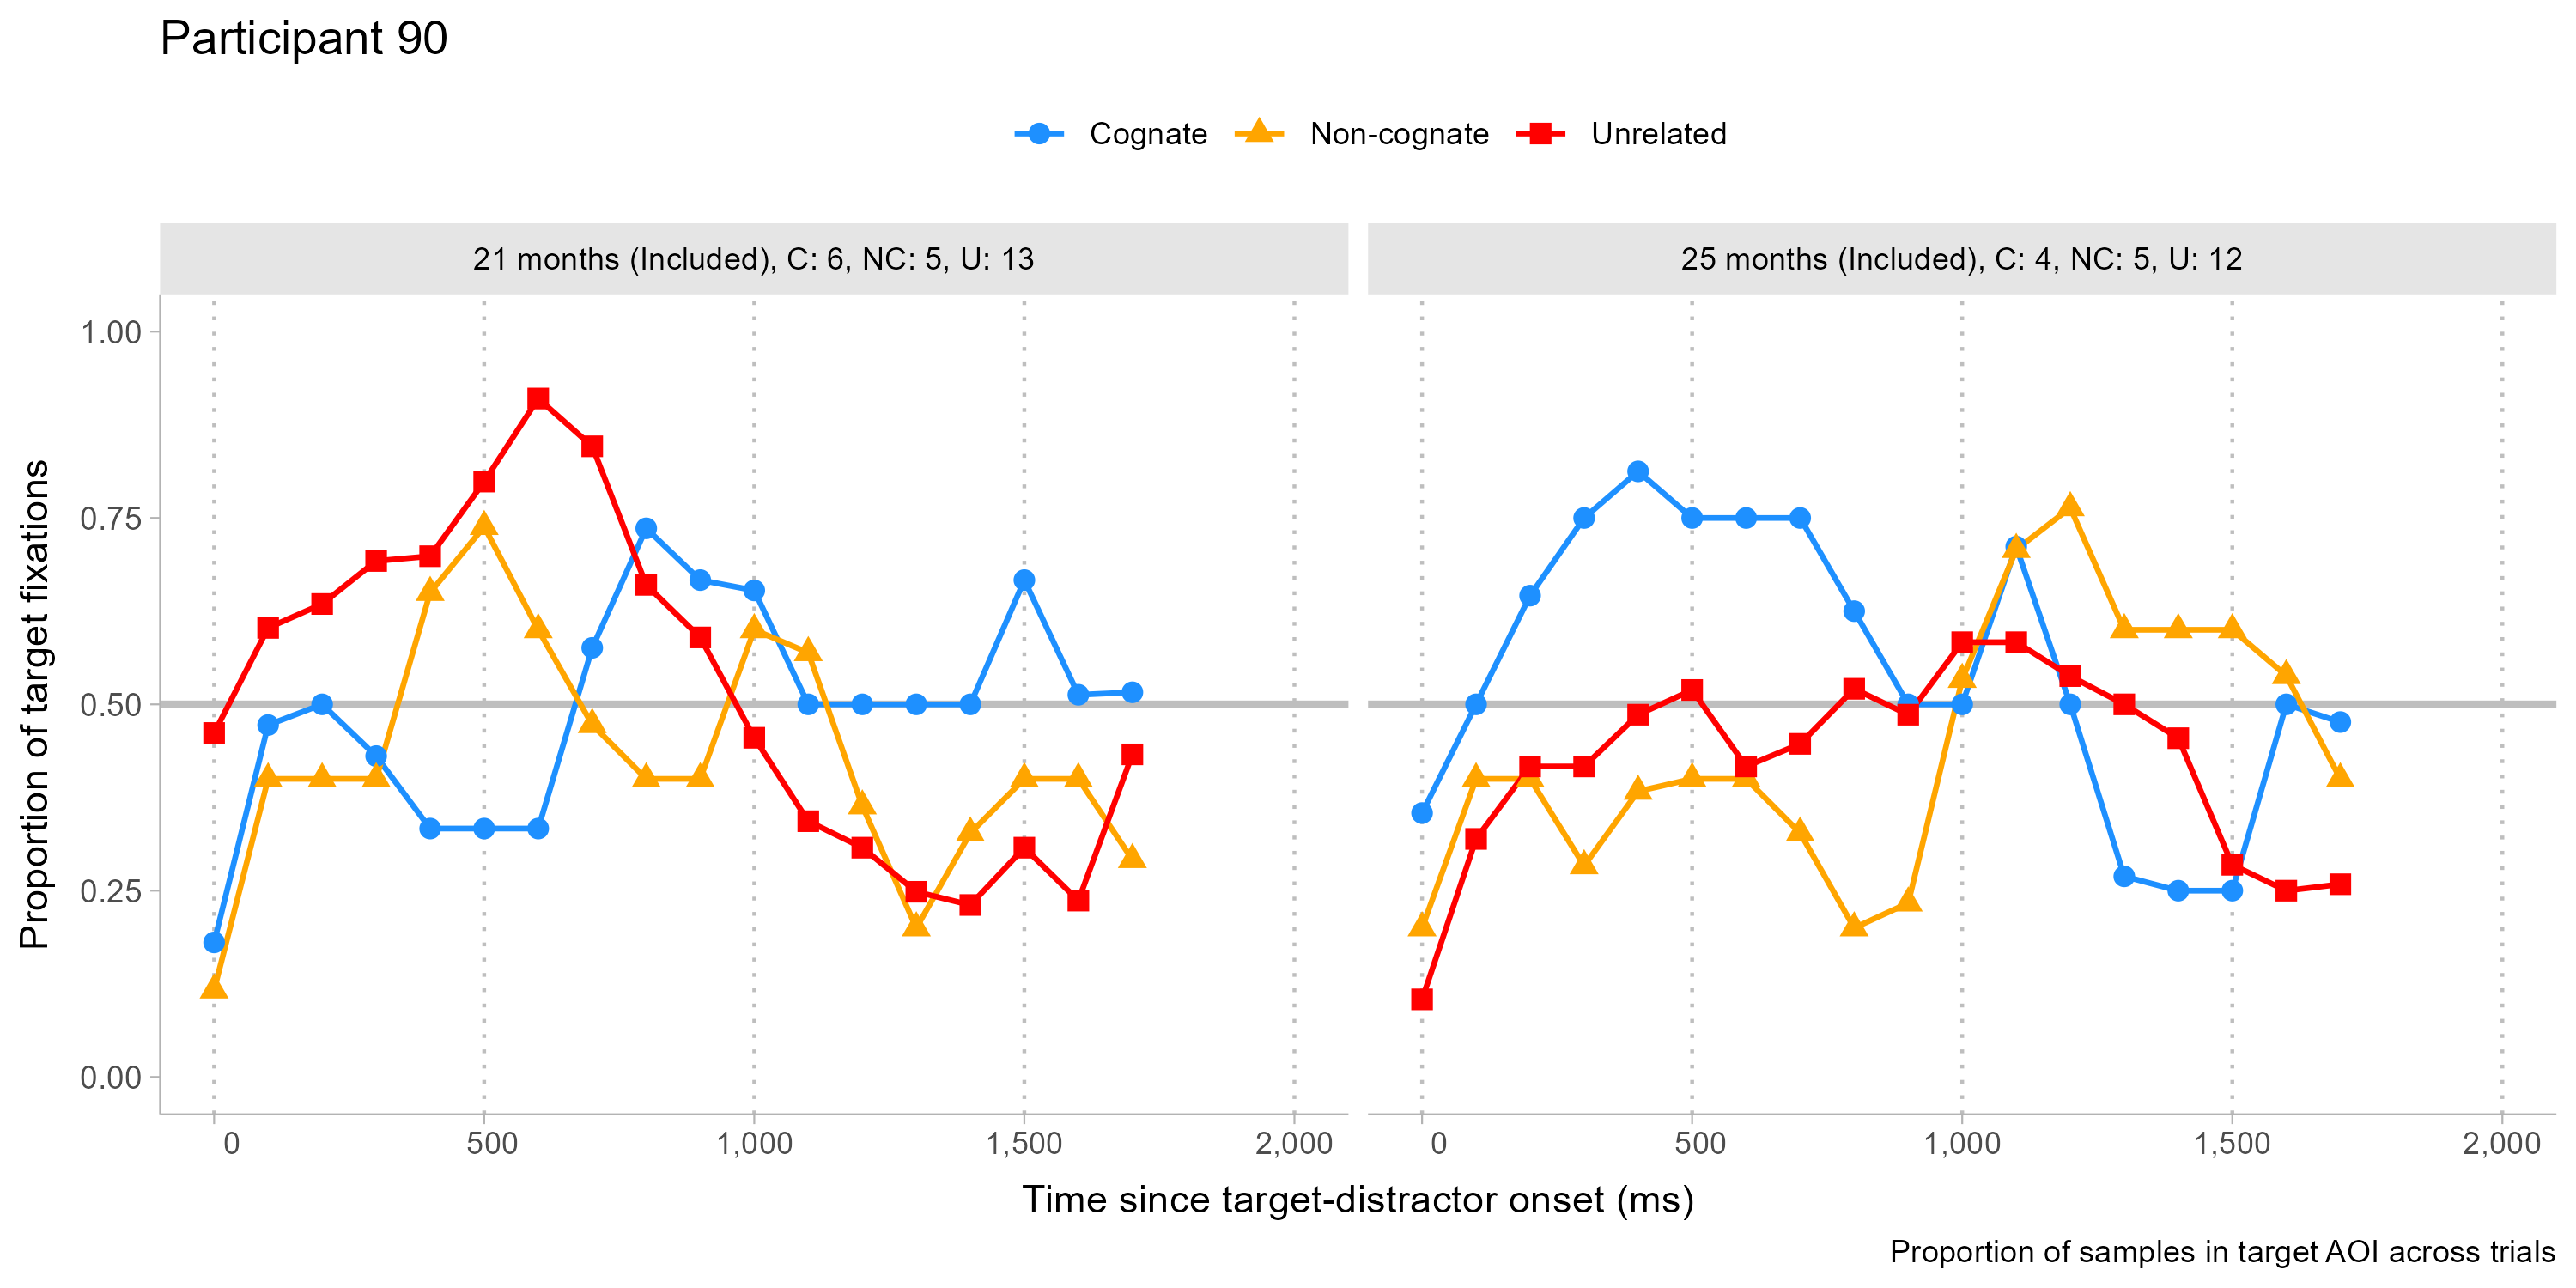 Participant 90
Cognate Non-cognate Unrelated
21 months (Included), C: 6, NC: 5, U: 13
25 months (Included), C: 4, NC: 5, U: 12
Proportion of target fixations
1.00
0.75
0.50
0.25
0.00
0 500 1,000 1,500 2,000
0 500 1,000 1,500 2,000
Time since target-distractor onset (ms)
Proportion of samples in target AOI across trials